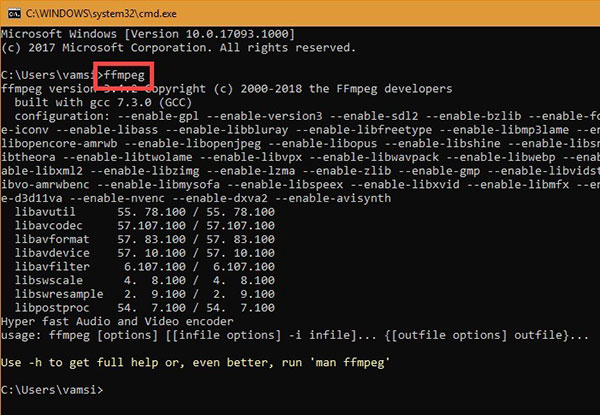 C:\WINDOWS\system32\cmd.exe
Microsoft Windows [Version 10.0.17093.1000]
(c) 2017 Microsoft Corporation. All rights reserved.
C:\Users\vamsi>ffmpeg
ffmpeg version 3.4.2 Copyright (c) 2000-2018 the FFmpeg developers
built with gcc 7.3.0 (GCC)
configuration: --enable-gpl --enable-version3 --enable-sdl2 --enable-bzlib --enable-fo
e-iconv --enable-libass --enable-libbluray --enable-libfreetype --enable-libmp3lame --en
libopencore-amrwb --enable-libopenjpeg --enable-libopus --enable-libshine --enable-libsn
ibtheora --enable-libtwolame --enable-libvpx --enable-libwavpack --enable-libwebp --en
able-libxml2 --enable-libzimg --enable-lzma --enable-zlib --enable-gmp --enable-libvidst
ibvo-amrwbenc --enable-libmysofa --enable-libspeex --enable-libxvid --enable-libmfx --en
e-d3d11va --enable-nvenc --enable-dxva2 --enable-avisynth
libavutil 55. 78.100 / 55. 78.100
libavcodec 57.107.100 / 57.107.100
libavformat 57. 83.100 / 57. 83.100
libavdevice 57. 10.100 / 57. 10.100
libavfilter 6.107.100 / 6.107.100
libswscale 4. 8.100 / 4. 8.100
libswresample 2. 9.100 / 2. 9.100
libpostproc 54. 7.100 / 54. 7.100
Hyper fast Audio and Video encoder
usage: ffmpeg [options] [[infile options] -i infile]... {[outfile options] outfile}...
Use -h to get full help or, even better, run 'man ffmpeg'
C:\Users\vamsi>